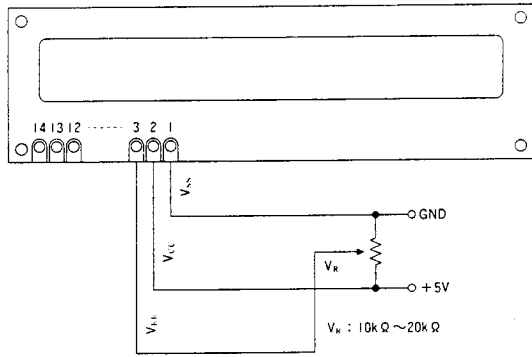 14 13 12 ...... 3 2 1
VSS
GND
VCC
VR
+5V
VEE
VR : 10kΩ～20kΩ